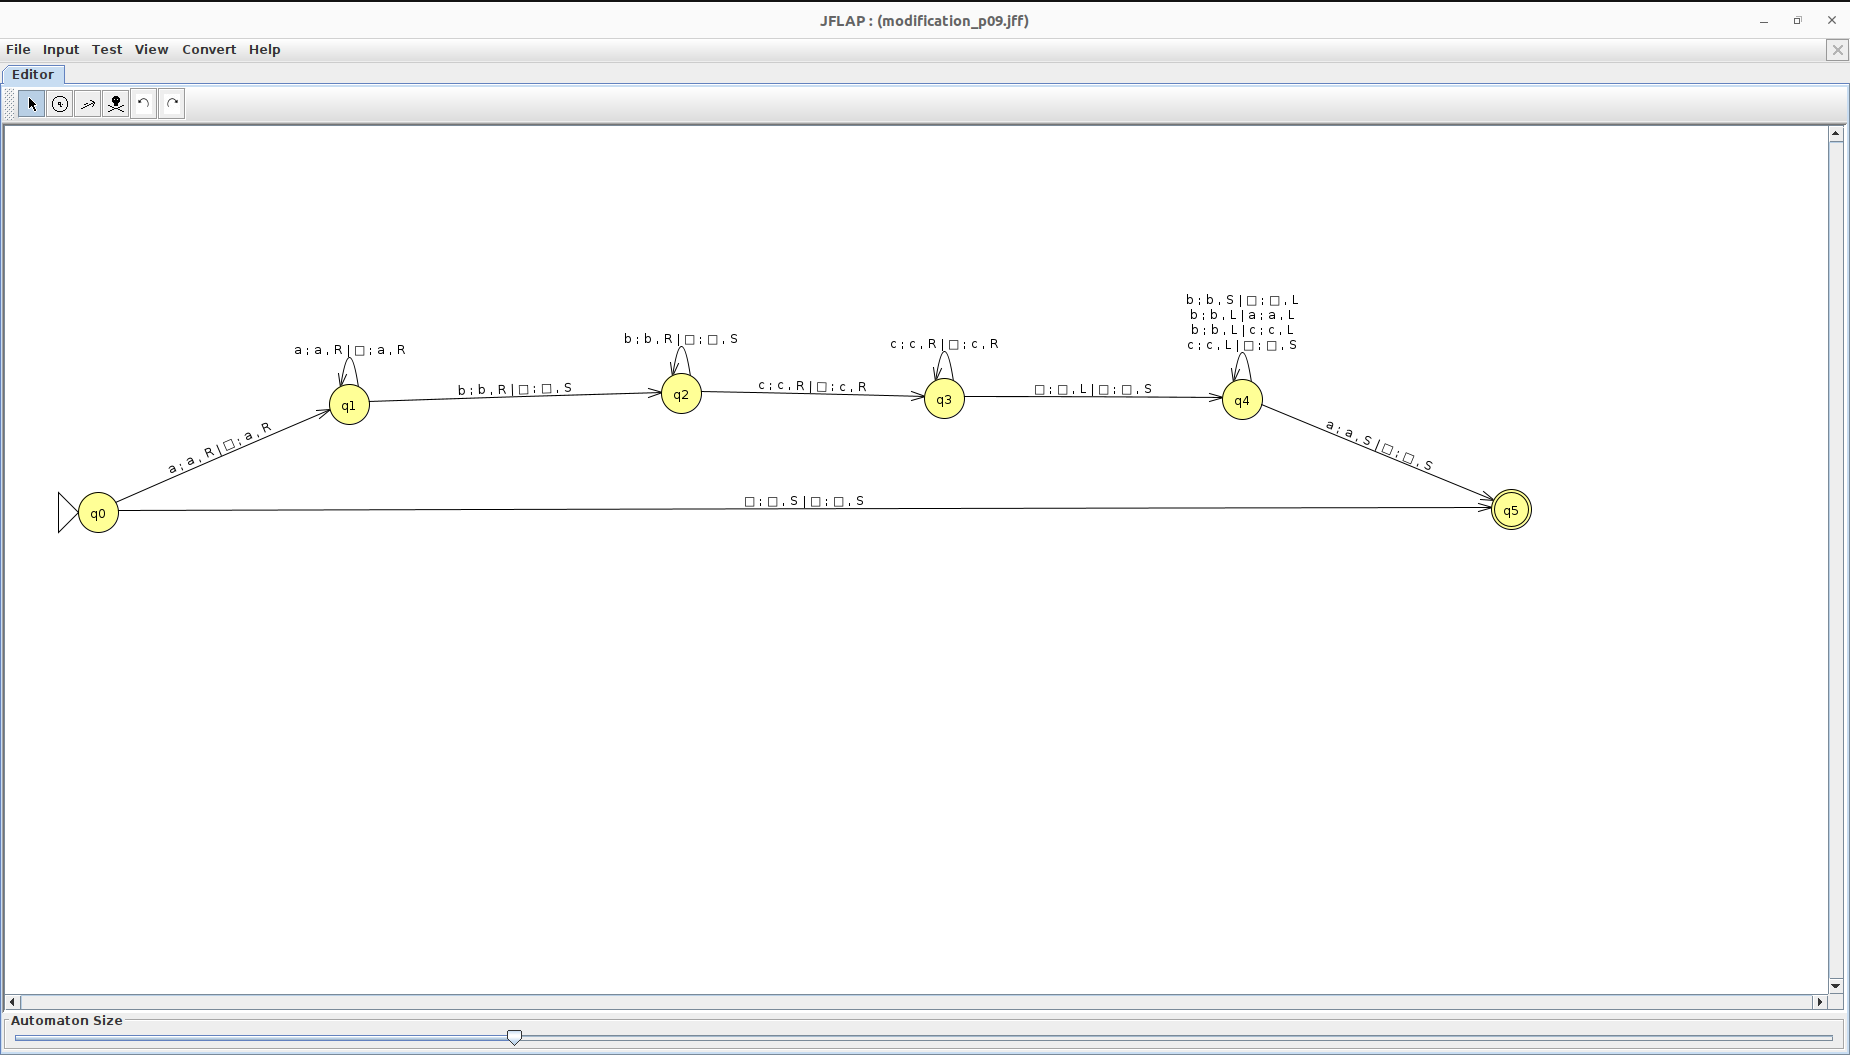 JFLAP : (modification_p09.jff)
File Input Test View Convert Help
Editor
b ; b , S | □ ; □ , L
b ; b , L | a ; a , L
b ; b , L | c ; c , L
c ; c , L | □ ; □ , S
a ; a , R | □ ; a , R
b ; b , R | □ ; □ , S
c ; c , R | □ ; c , R
b ; b , R | □ ; □ , S
c ; c , R | □ ; c , R
□ ; □ , L | □ ; □ , S
q1
q2
q3
q4
a ; a , R | □ ; a , R
a ; a , S | □ ; □ , S
□ ; □ , S | □ ; □ , S
q0
q5
Automaton Size